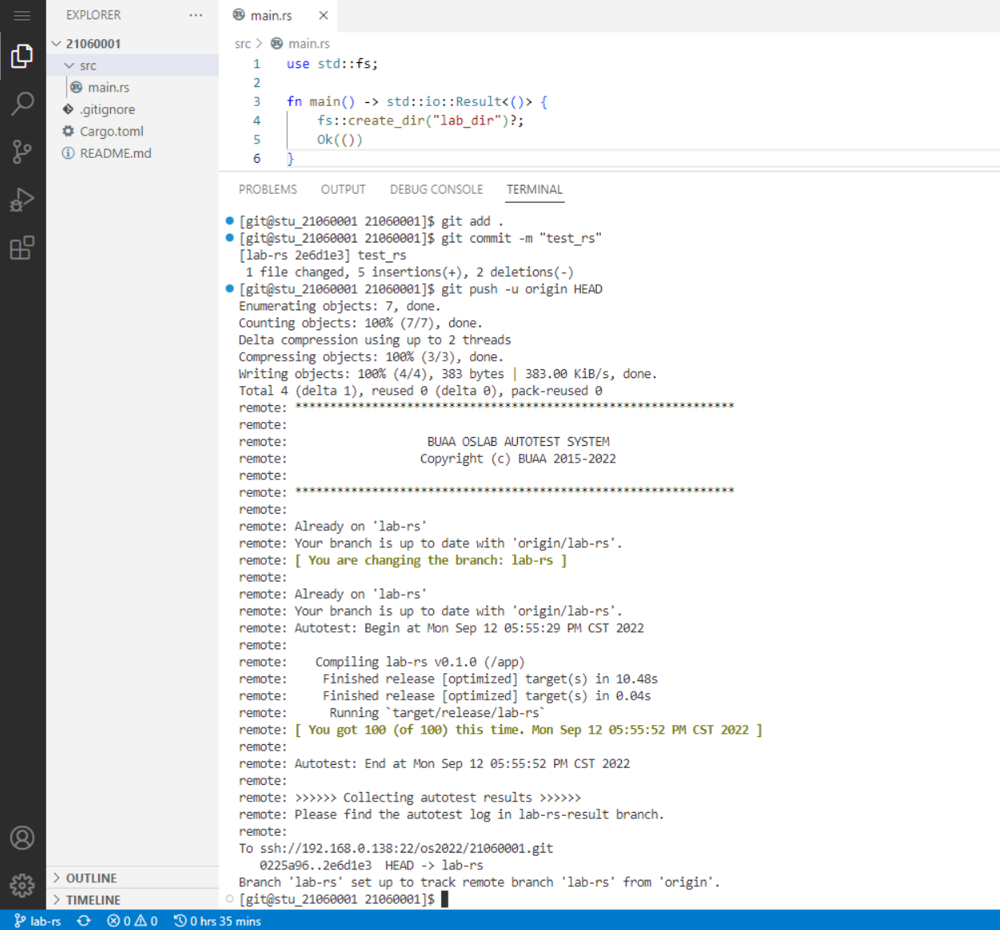 EXPLORER ···
21060001
src
main.rs
.gitignore
Cargo.toml
README.md
OUTLINE
TIMELINE
main.rs
src > main.rs
1 use std::fs;
2
3 fn main() -> std::io::Result<()> {
4     fs::create_dir("lab_dir")?;
5     Ok(())
6 }
PROBLEMS OUTPUT DEBUG CONSOLE TERMINAL
[git@stu_21060001 21060001]$ git add .
[git@stu_21060001 21060001]$ git commit -m "test_rs"
[lab-rs 2e6d1e3] test_rs
 1 file changed, 5 insertions(+), 2 deletions(-)
[git@stu_21060001 21060001]$ git push -u origin HEAD
Enumerating objects: 7, done.
Counting objects: 100% (7/7), done.
Delta compression using up to 2 threads
Compressing objects: 100% (3/3), done.
Writing objects: 100% (4/4), 383 bytes | 383.00 KiB/s, done.
Total 4 (delta 1), reused 0 (delta 0), pack-reused 0
remote: ***************************************************************
remote:
remote:                    BUAA OSLAB AUTOTEST SYSTEM
remote:                   Copyright (c) BUAA 2015-2022
remote:
remote: ***************************************************************
remote:
remote: Already on 'lab-rs'
remote: Your branch is up to date with 'origin/lab-rs'.
remote: [ You are changing the branch: lab-rs ]
remote:
remote: Already on 'lab-rs'
remote: Your branch is up to date with 'origin/lab-rs'.
remote: Autotest: Begin at Mon Sep 12 05:55:29 PM CST 2022
remote:
remote:    Compiling lab-rs v0.1.0 (/app)
remote:     Finished release [optimized] target(s) in 10.48s
remote:     Finished release [optimized] target(s) in 0.04s
remote:      Running `target/release/lab-rs`
remote: [ You got 100 (of 100) this time. Mon Sep 12 05:55:52 PM CST 2022 ]
remote:
remote: Autotest: End at Mon Sep 12 05:55:52 PM CST 2022
remote:
remote: >>>>>> Collecting autotest results >>>>>>
remote: Please find the autotest log in lab-rs-result branch.
remote:
To ssh://192.168.0.138:22/os2022/21060001.git
   0225a96..2e6d1e3  HEAD -> lab-rs
Branch 'lab-rs' set up to track remote branch 'lab-rs' from 'origin'.
[git@stu_21060001 21060001]$
lab-rs 0 0 0 hrs 35 mins